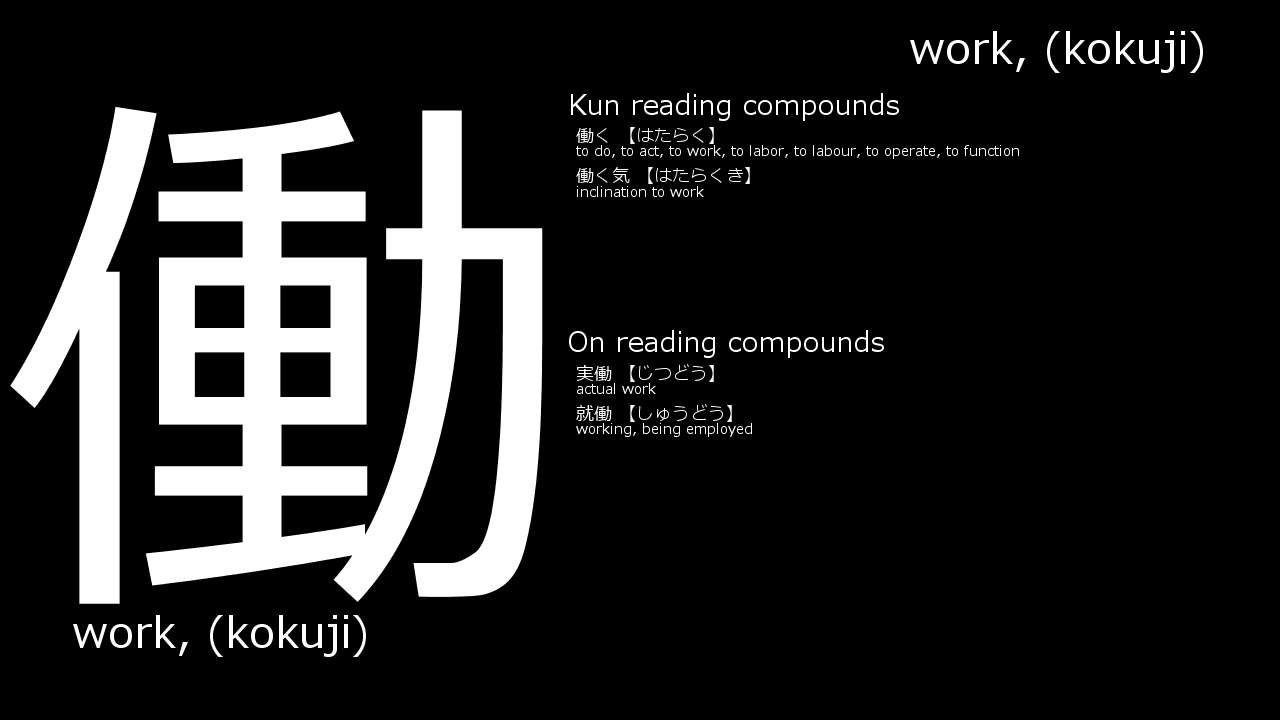 work, (kokuji)
働
work, (kokuji)
Kun reading compounds
働く 【はたらく】
to do, to act, to work, to labor, to labour, to operate, to function
働く気 【はたらくき】
inclination to work
On reading compounds
実働 【じつどう】
actual work
就働 【しゅうどう】
working, being employed